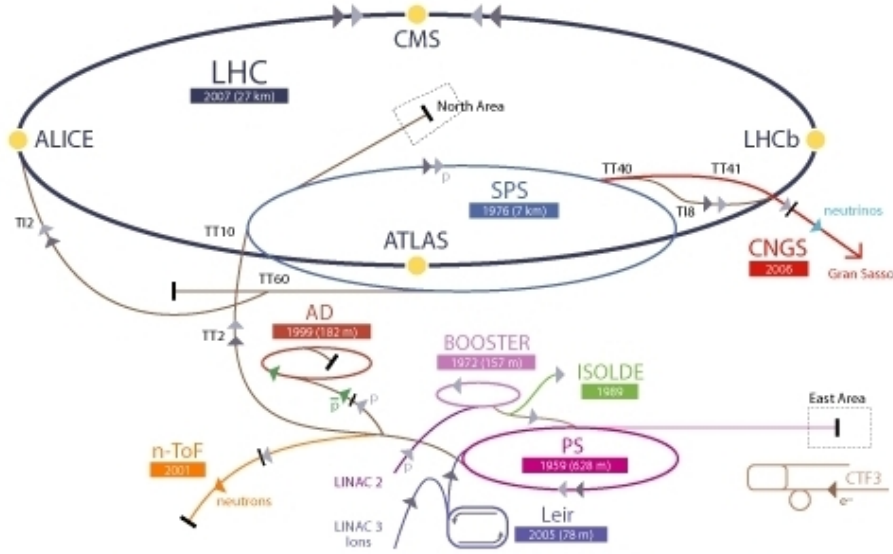 CMS
LHC
2007 (27 km)
North Area
ALICE
LHCb
TT40
TT41
p
SPS
1976 (7 km)
TI8
neutrinos
TI2
TT10
ATLAS
CNGS
2006
Gran Sasso
TT60
AD
1999 (182 m)
TT2
BOOSTER
1972 (157 m)
ISOLDE
1989
East Area
p̅
p
n-ToF
2001
PS
1959 (628 m)
p
LINAC 2
neutrons
CTF3
e⁻
LINAC 3
Ions
Leir
2005 (78 m)